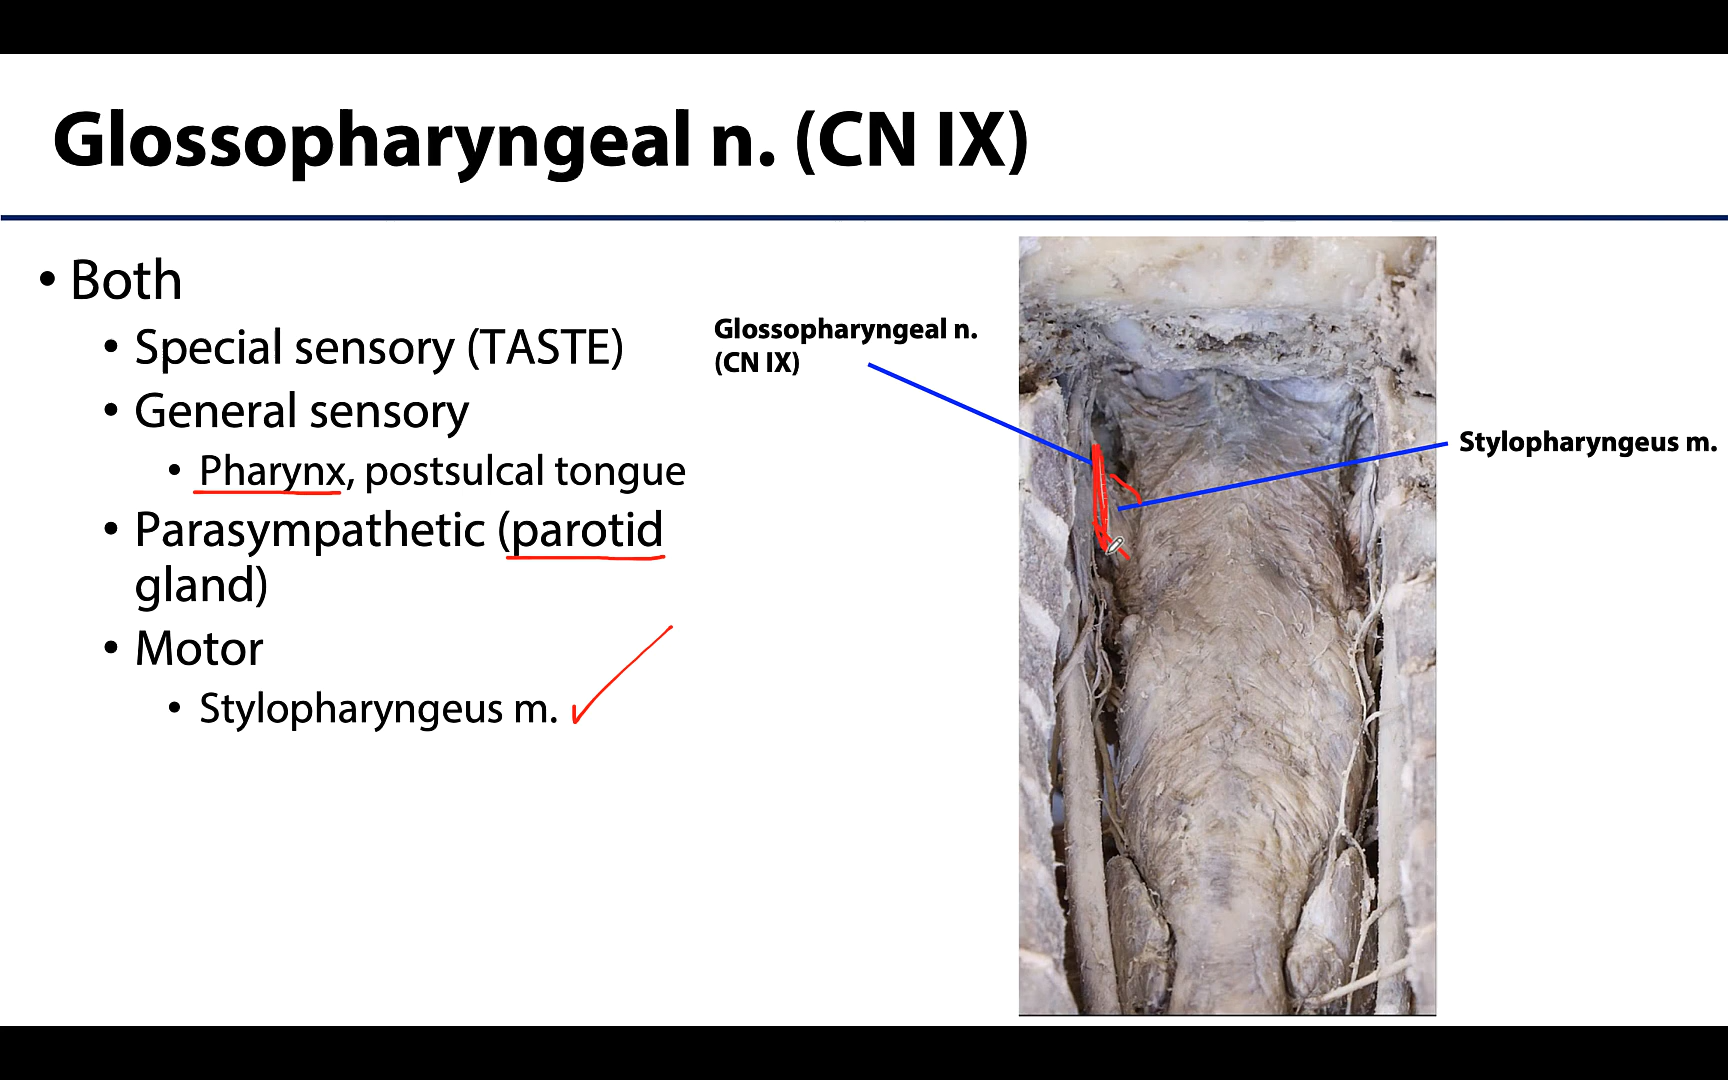 Glossopharyngeal n. (CN IX)
• Both
• Special sensory (TASTE)
• General sensory
• Pharynx, postsulcal tongue
• Parasympathetic (parotid
gland)
• Motor
• Stylopharyngeus m.
Glossopharyngeal n.
(CN IX)
Stylopharyngeus m.